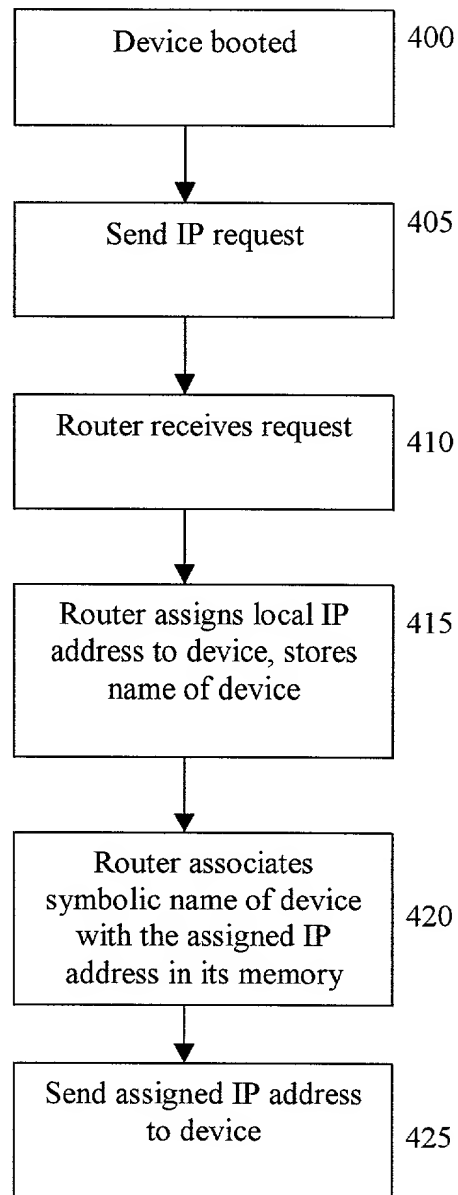 Device booted
400
Send IP request
405
Router receives request
410
Router assigns local IP
address to device, stores
name of device
415
Router associates
symbolic name of device
with the assigned IP
address in its memory
420
Send assigned IP address
to device
425